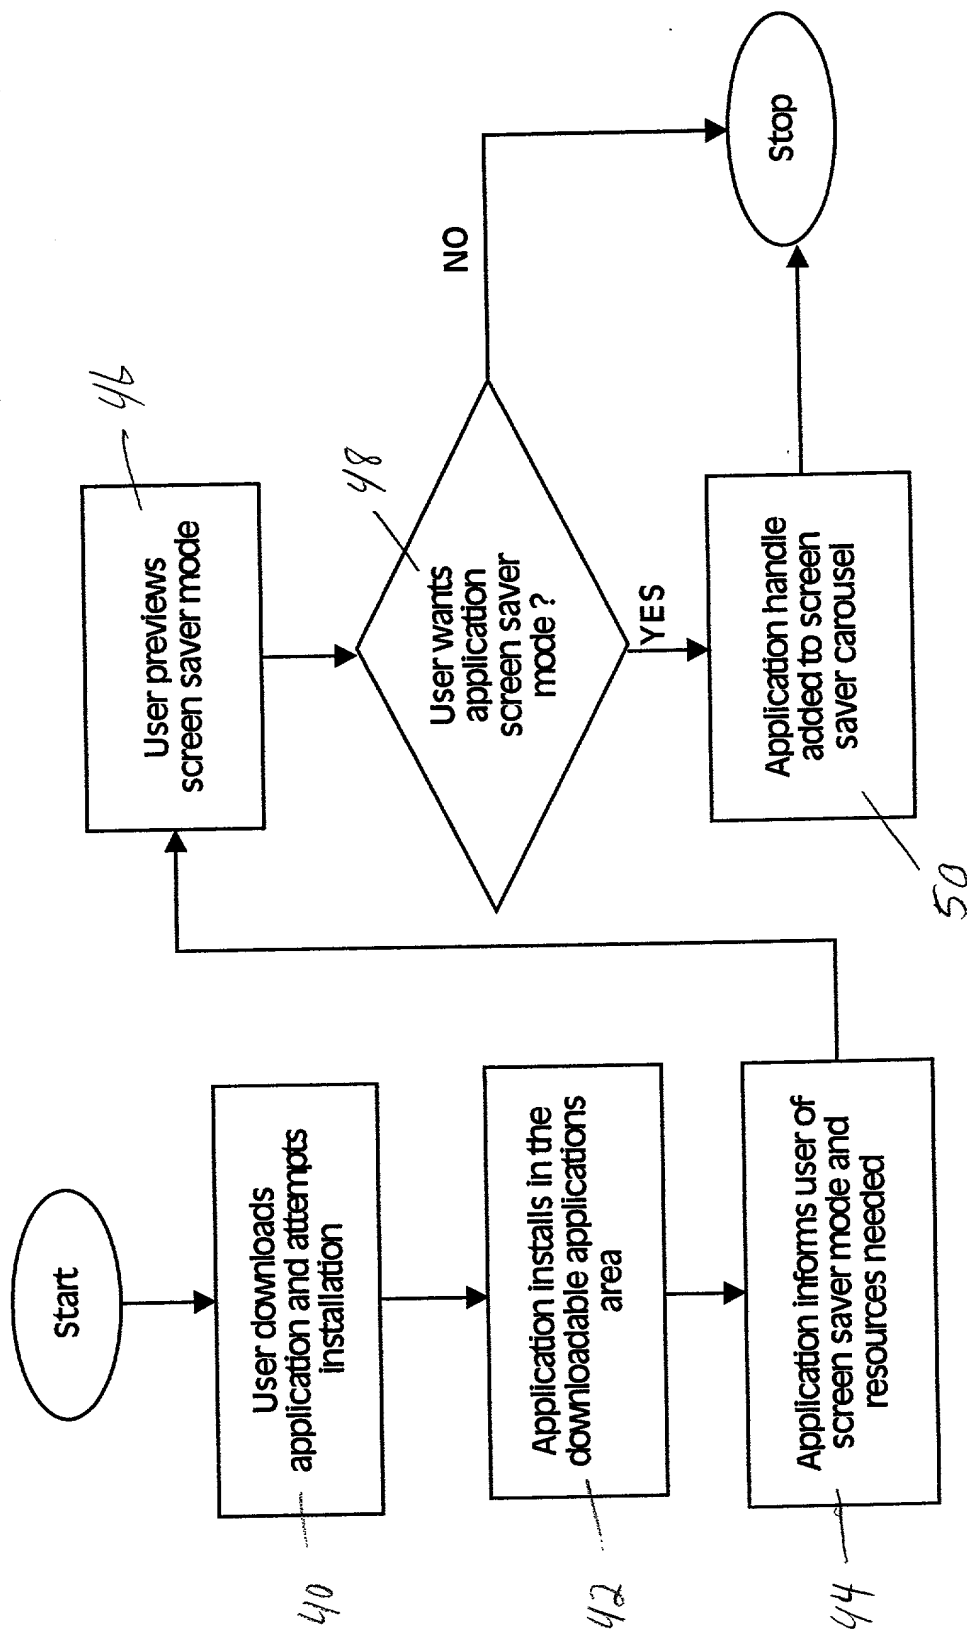 Start
User downloads
application and attempts
installation
40
Application installs in the
downloadable applications
area
42
Application informs user of
screen saver mode and
resources needed
44
User previews
screen saver mode
46
User wants
application
screen saver
mode ?
48
NO
YES
Application handle
added to screen
saver carousel
50
Stop